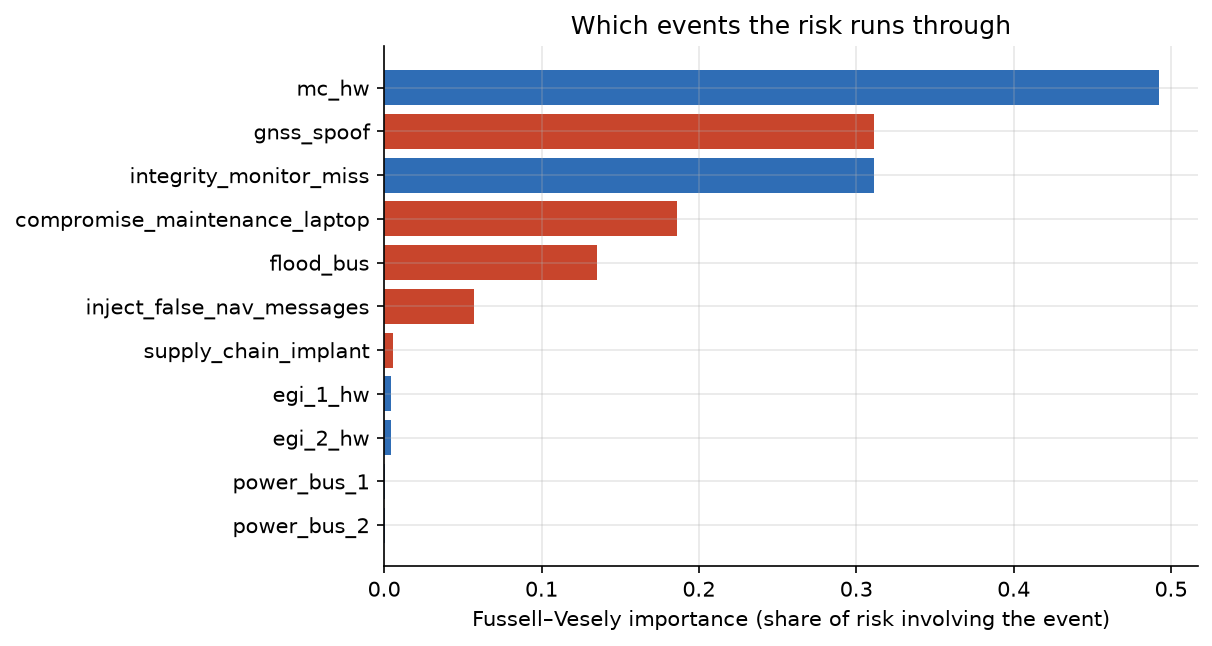 Which events the risk runs through
mc_hw
gnss_spoof
integrity_monitor_miss
compromise_maintenance_laptop
flood_bus
inject_false_nav_messages
supply_chain_implant
egi_1_hw
egi_2_hw
power_bus_1
power_bus_2
0.0 0.1 0.2 0.3 0.4 0.5
Fussell–Vesely importance (share of risk involving the event)